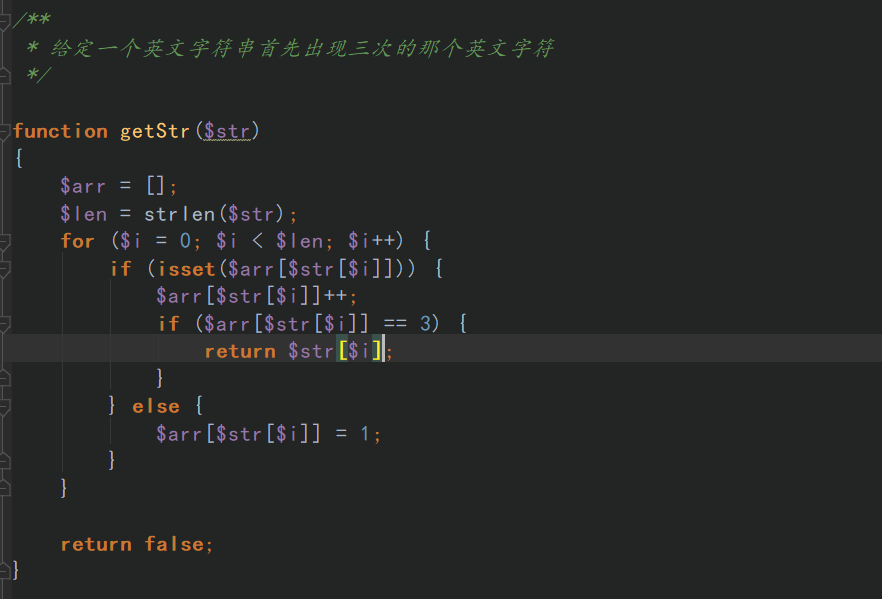 /**
 * 给定一个英文字符串首先出现三次的那个英文字符
 */
function getStr($str)
{
    $arr = [];
    $len = strlen($str);
    for ($i = 0; $i < $len; $i++) {
        if (isset($arr[$str[$i]])) {
            $arr[$str[$i]]++;
            if ($arr[$str[$i]] == 3) {
                return $str[$i];
            }
        } else {
            $arr[$str[$i]] = 1;
        }
    }
    return false;
}